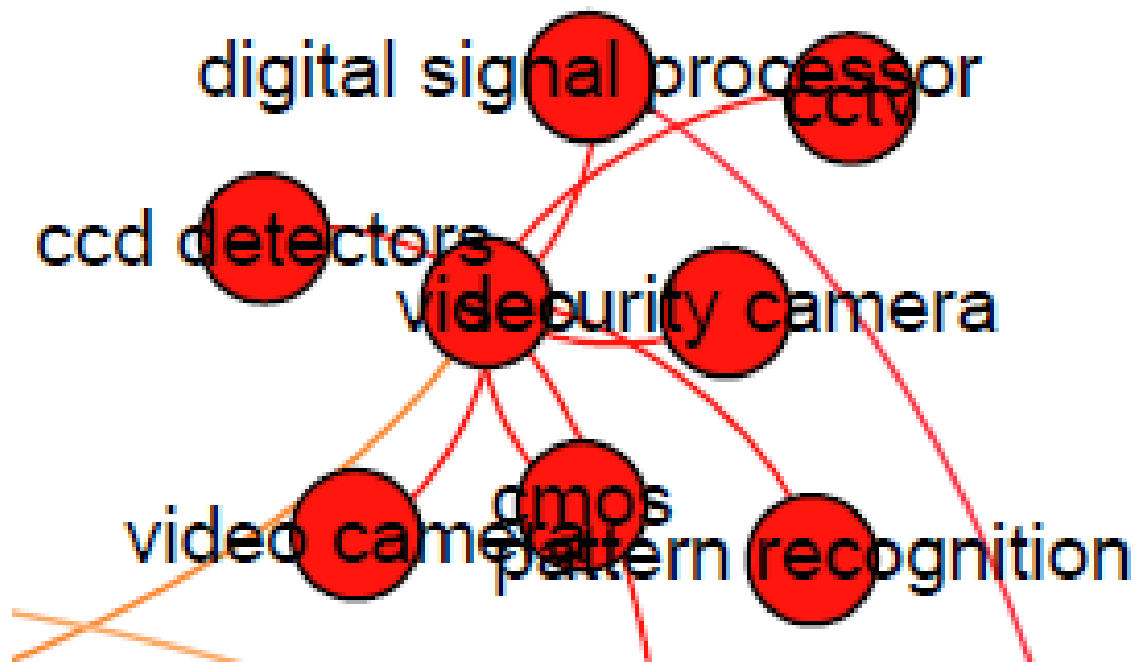 digital signal processor
cctv
ccd detectors
video
security camera
cmos
video camera
pattern recognition